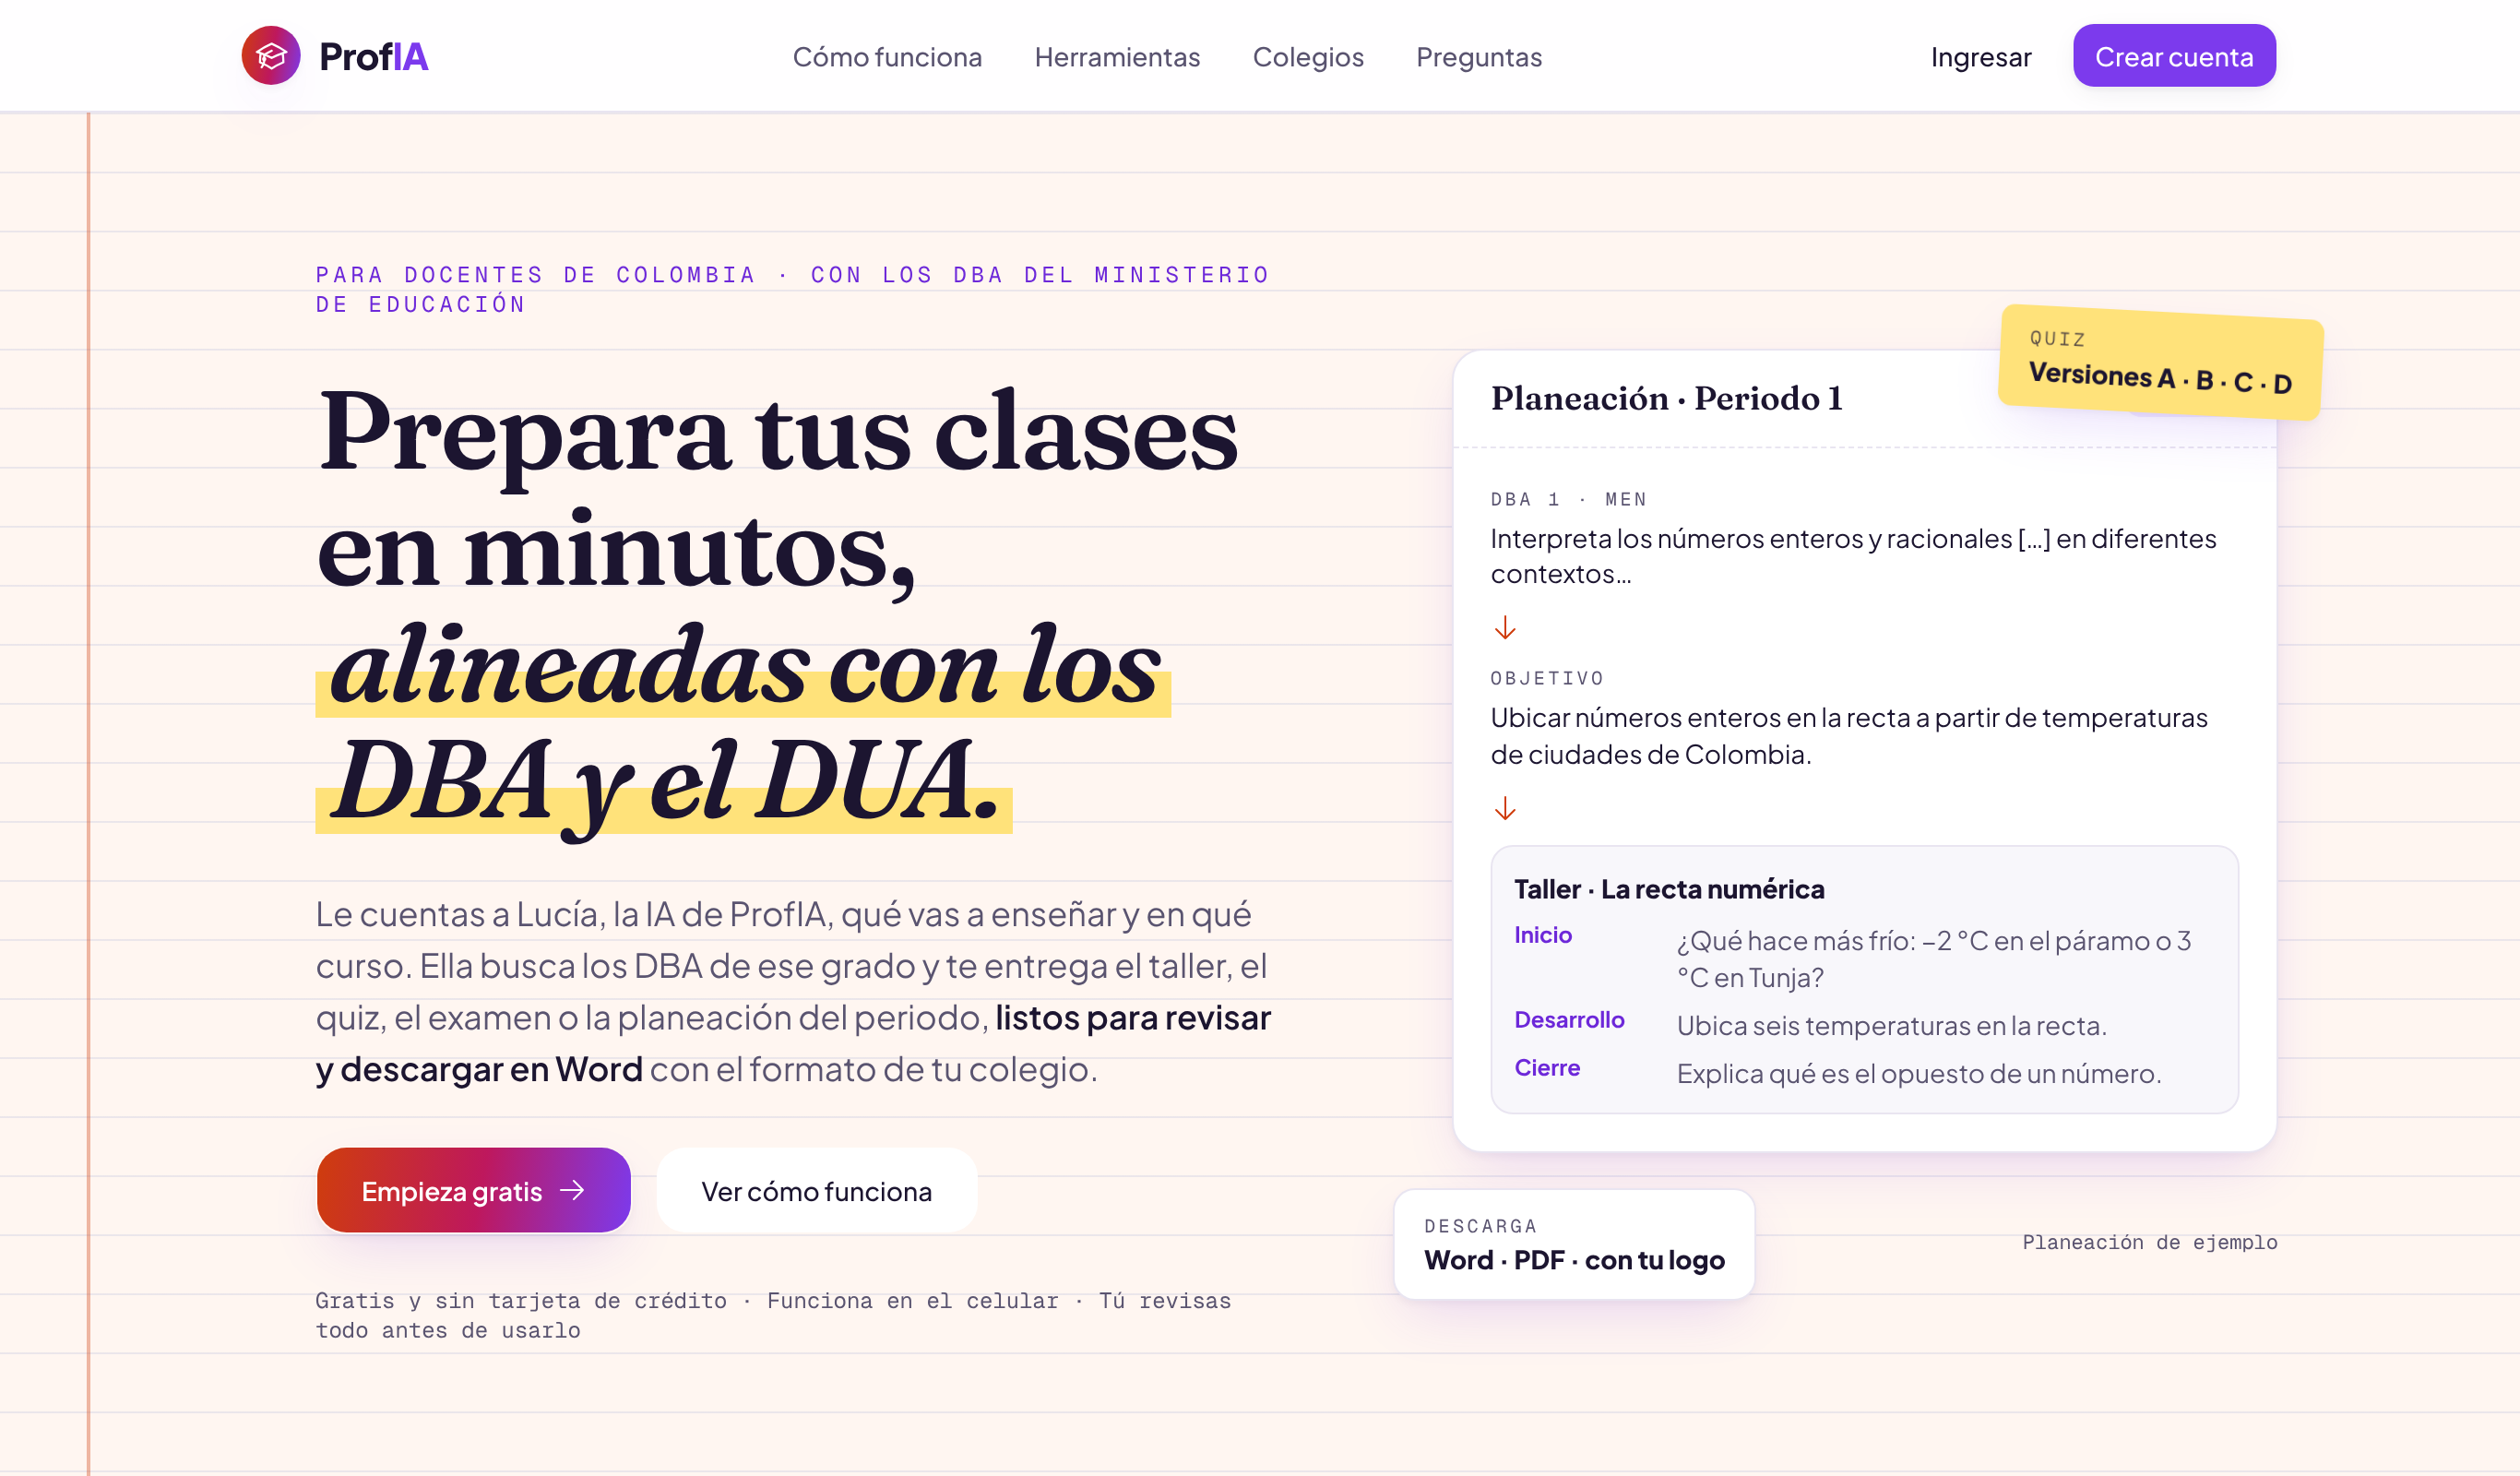 ProfIA
Cómo funciona
Herramientas
Colegios
Preguntas
Ingresar
Crear cuenta
PARA DOCENTES DE COLOMBIA · CON LOS DBA DEL MINISTERIO
DE EDUCACIÓN
Prepara tus clases
en minutos,
alineadas con los
DBA y el DUA.
Le cuentas a Lucía, la IA de ProfIA, qué vas a enseñar y en qué
curso. Ella busca los DBA de ese grado y te entrega el taller, el
quiz, el examen o la planeación del periodo, listos para revisar
y descargar en Word con el formato de tu colegio.
Empieza gratis →
Ver cómo funciona
Gratis y sin tarjeta de crédito · Funciona en el celular · Tú revisas
todo antes de usarlo
QUIZ
Versiones A · B · C · D
Planeación · Periodo 1
DBA 1 · MEN
Interpreta los números enteros y racionales […] en diferentes
contextos…
↓
OBJETIVO
Ubicar números enteros en la recta a partir de temperaturas
de ciudades de Colombia.
↓
Taller · La recta numérica
Inicio ¿Qué hace más frío: −2 °C en el páramo o 3
°C en Tunja?
Desarrollo Ubica seis temperaturas en la recta.
Cierre Explica qué es el opuesto de un número.
DESCARGA
Word · PDF · con tu logo
Planeación de ejemplo